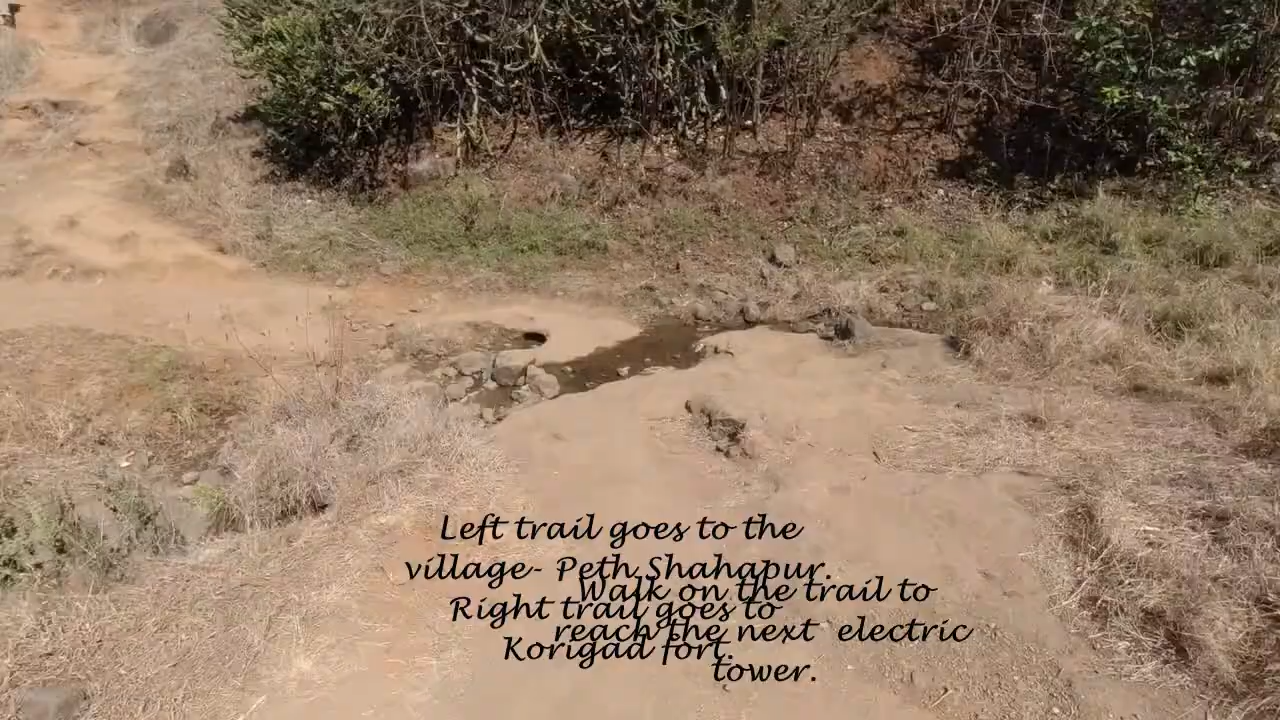 Left trail goes to the
village- Peth Shahapur.
Right trail goes to
Korigad fort.
Walk on the trail to
reach the next electric
tower.